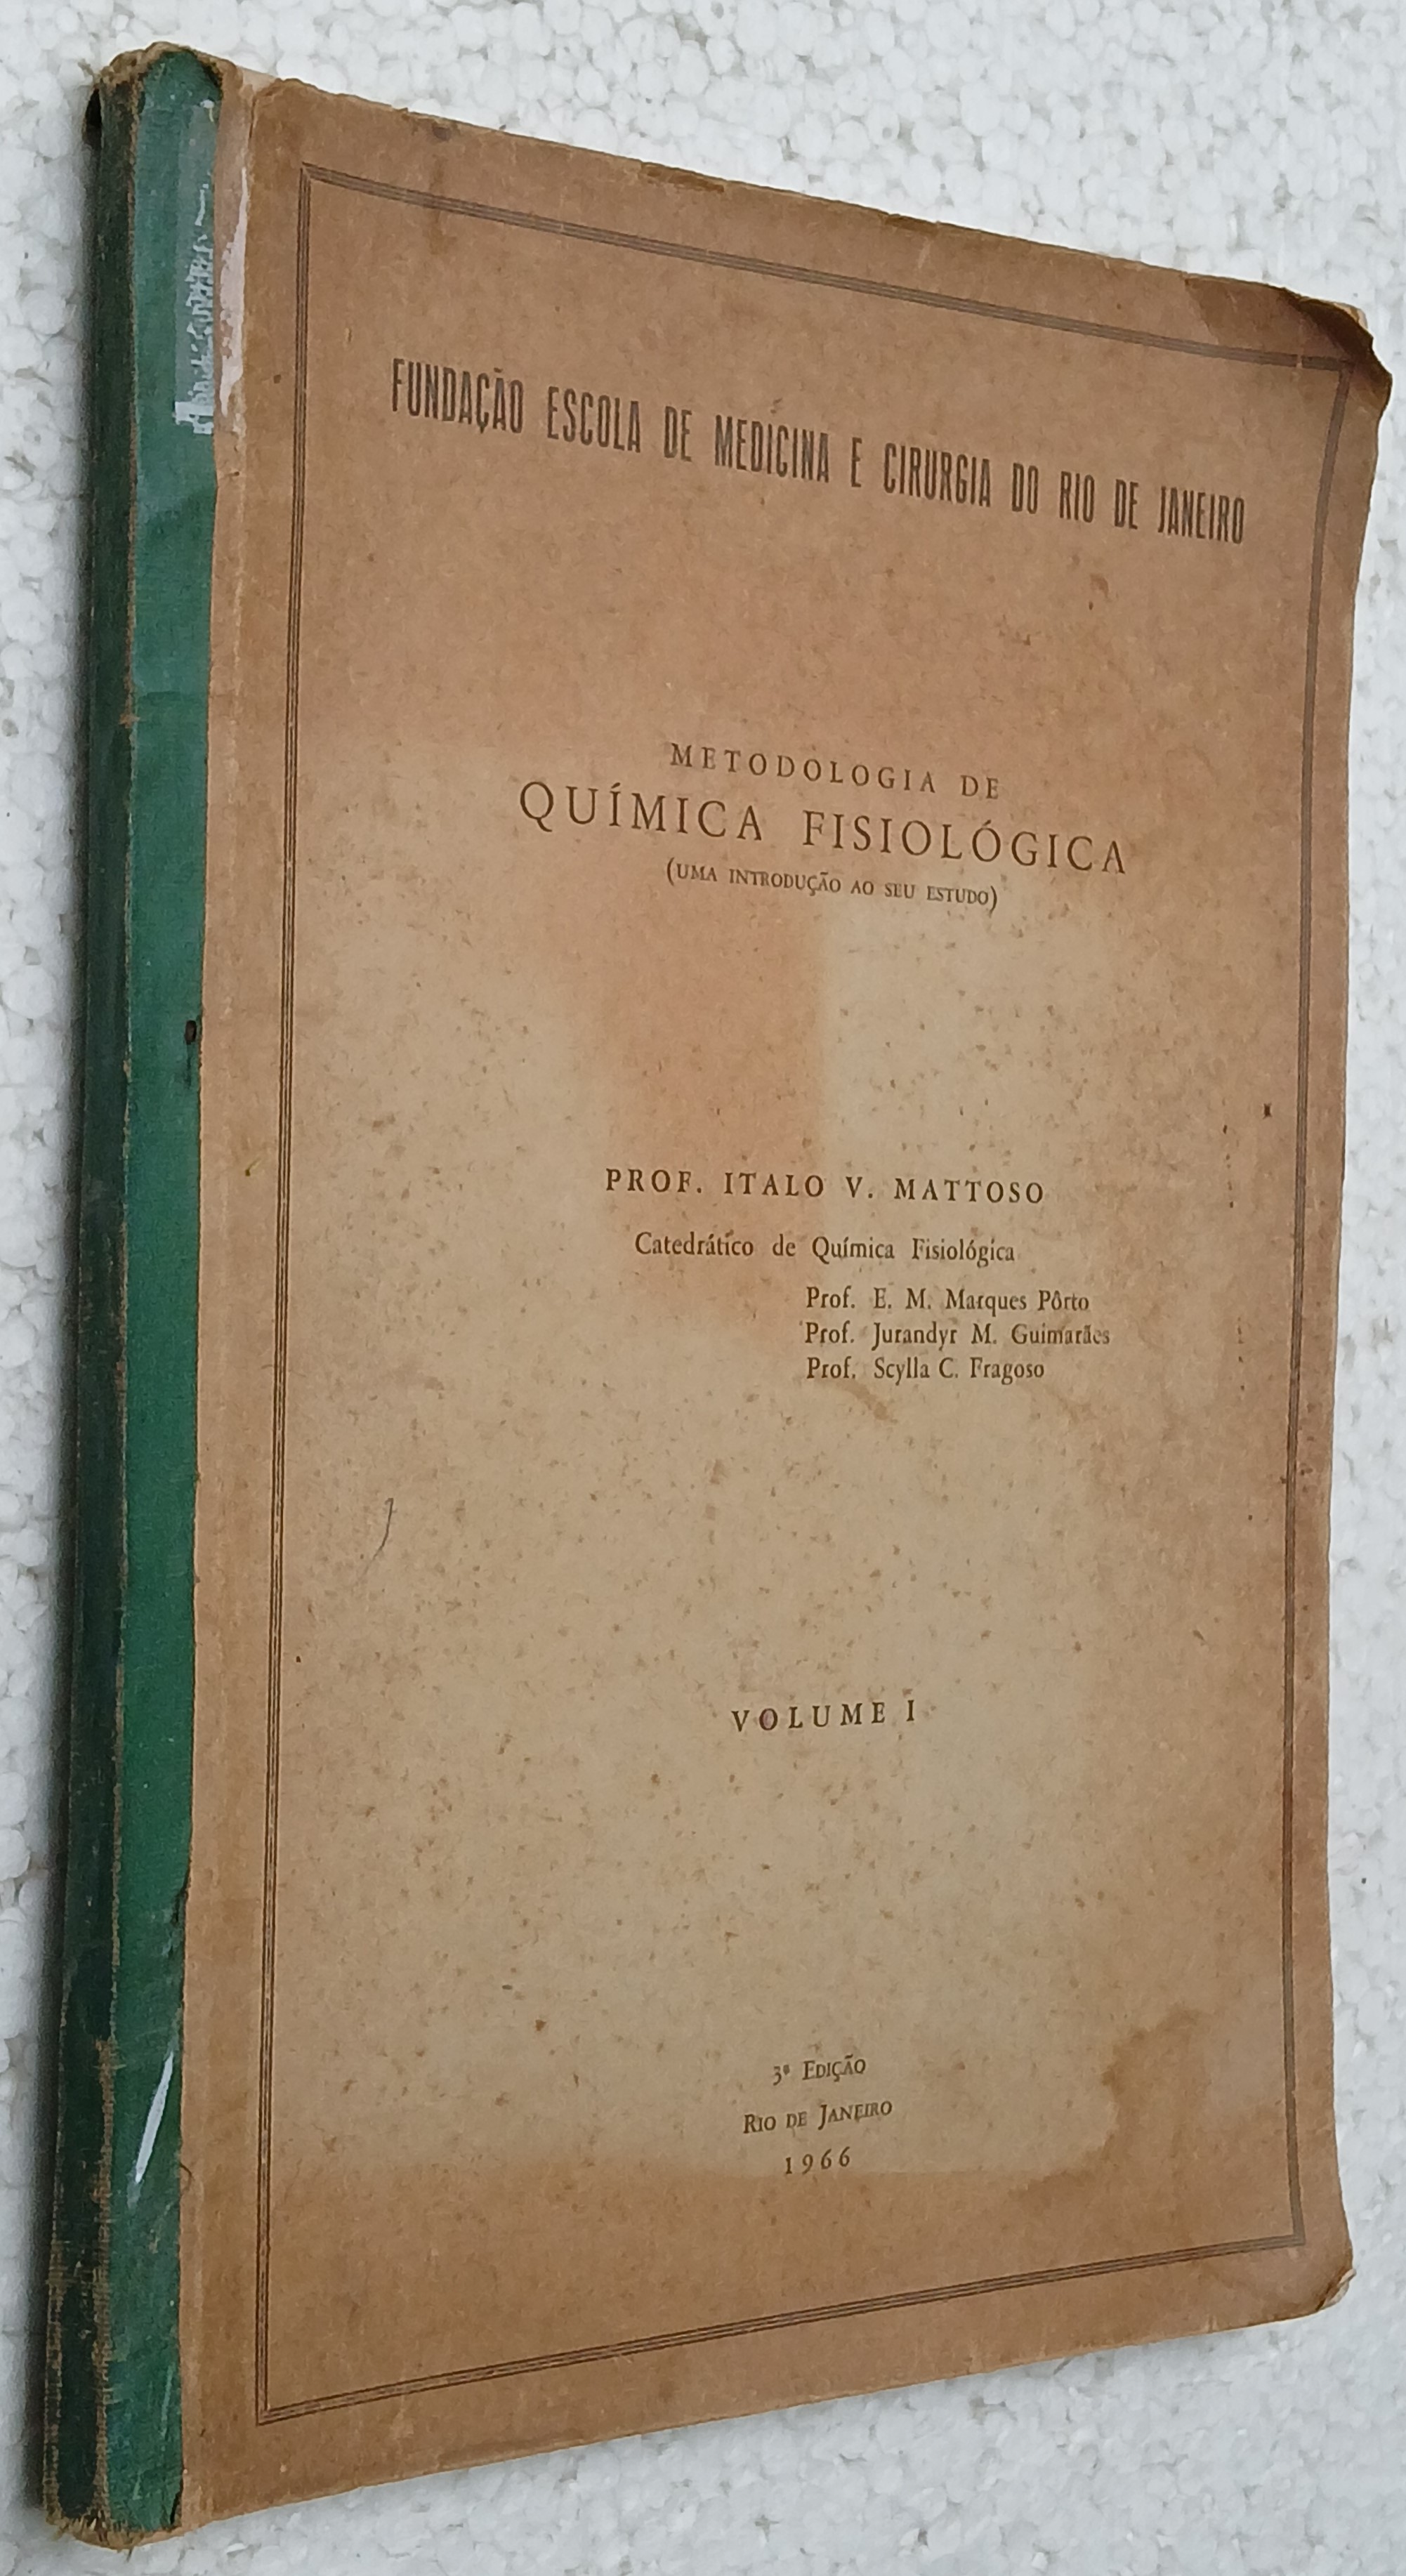 FUNDAÇÃO ESCOLA DE MEDICINA E CIRURGIA DO RIO DE JANEIRO
METODOLOGIA DE
QUÍMICA FISIOLÓGICA
(UMA INTRODUÇÃO AO SEU ESTUDO)
PROF. ITALO V. MATTOSO
Catedrático de Química Fisiológica
Prof. E. M. Marques Pôrto
Prof. Jurandyr M. Guimarães
Prof. Scylla C. Fragoso
VOLUME I
3ª EDIÇÃO
RIO DE JANEIRO
1966